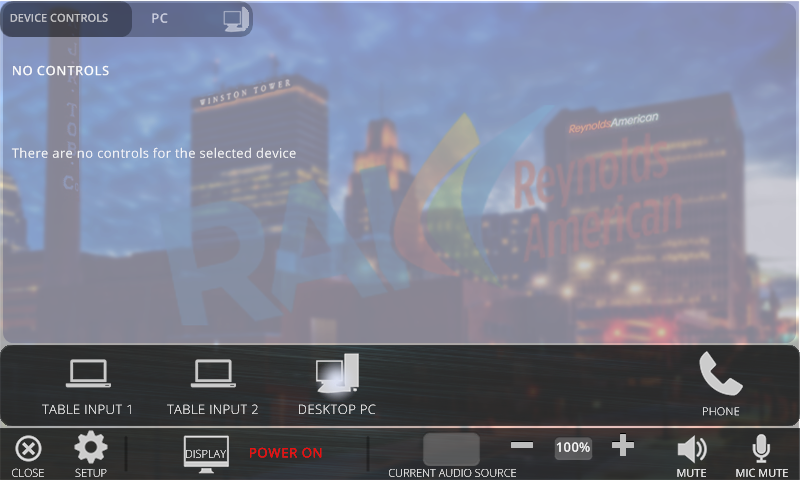 DEVICE CONTROLS
PC
NO CONTROLS
WINSTON TOWER
ReynoldsAmerican
There are no controls for the selected device
RAI
Reynolds
American
TABLE INPUT 1
TABLE INPUT 2
DESKTOP PC
PHONE
DISPLAY
POWER ON
100%
CLOSE
SETUP
CURRENT AUDIO SOURCE
MUTE
MIC MUTE